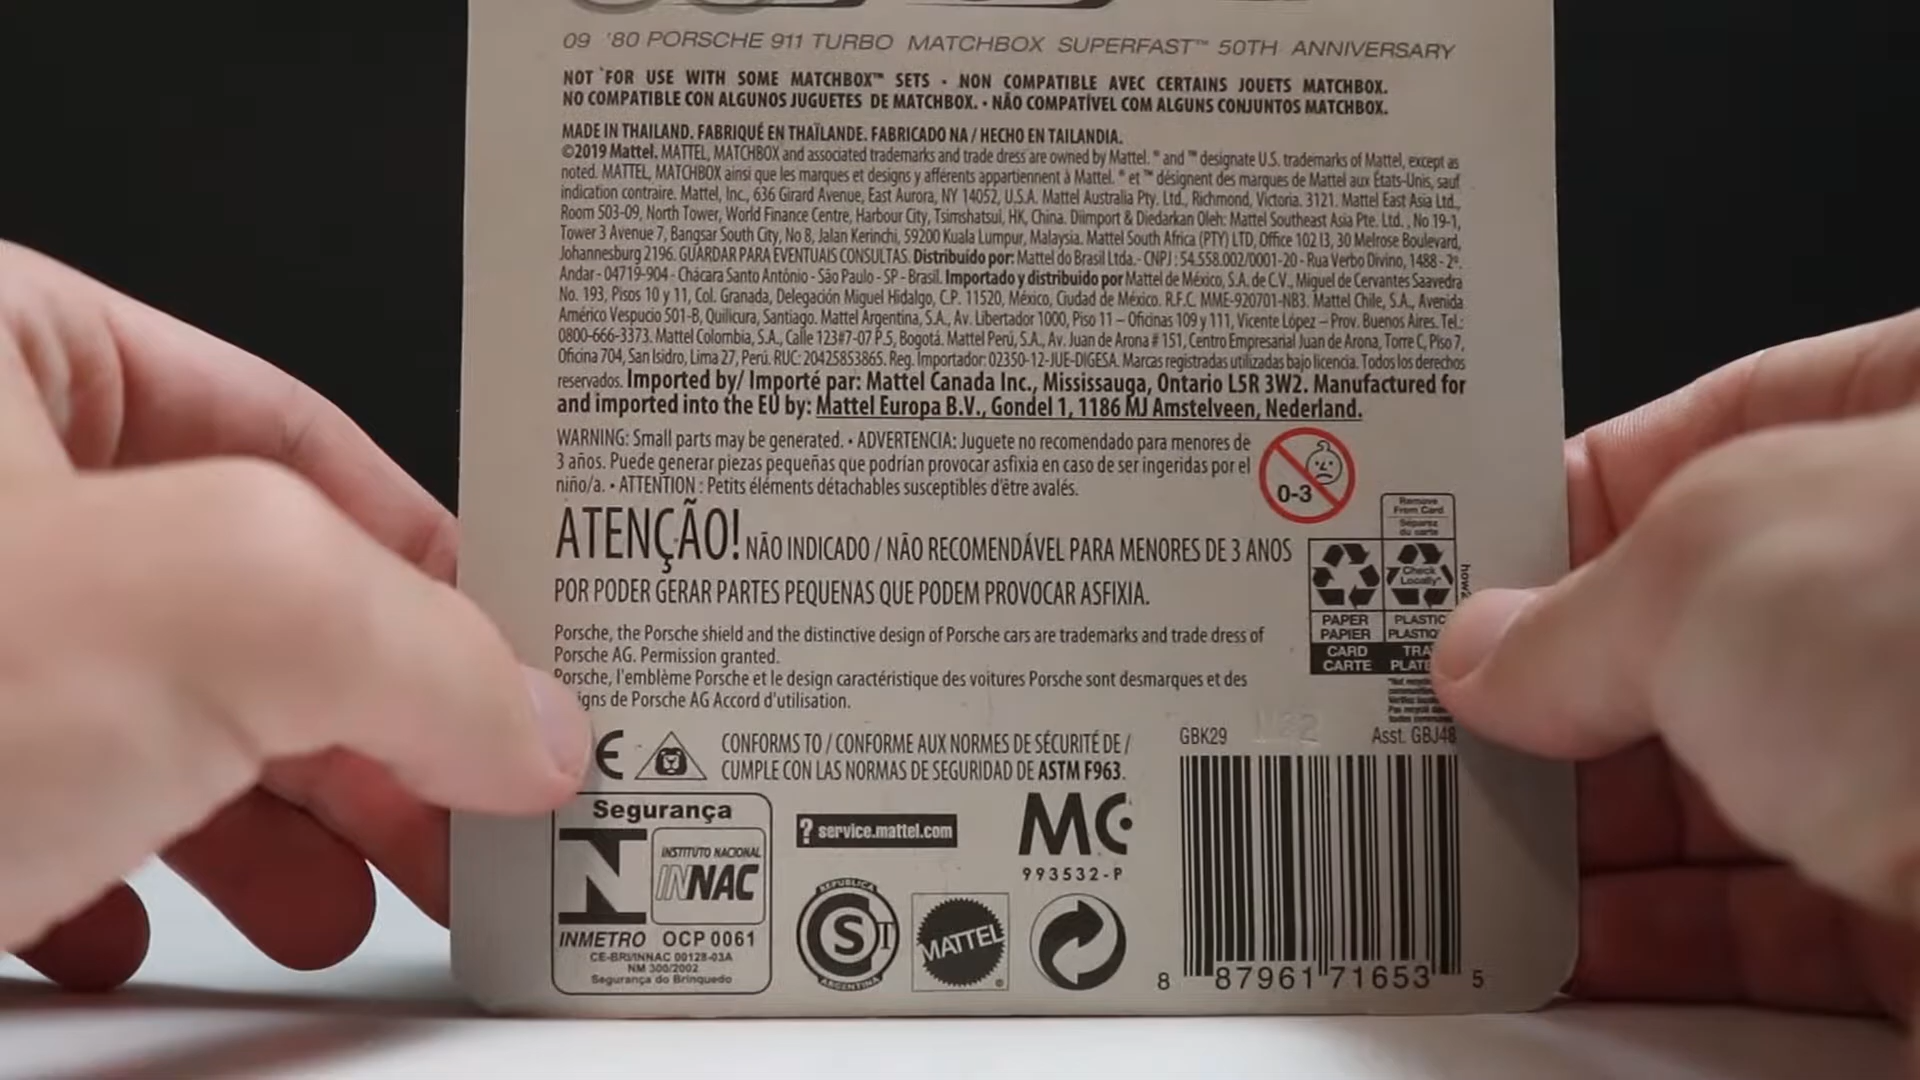 09 '80 PORSCHE 911 TURBO MATCHBOX SUPERFAST™ 50TH ANNIVERSARY
NOT FOR USE WITH SOME MATCHBOX™ SETS • NON COMPATIBLE AVEC CERTAINS JOUETS MATCHBOX.
NO COMPATIBLE CON ALGUNOS JUGUETES DE MATCHBOX. • NÃO COMPATÍVEL COM ALGUNS CONJUNTOS MATCHBOX.
MADE IN THAILAND. FABRIQUÉ EN THAÏLANDE. FABRICADO NA / HECHO EN TAILANDIA.
©2019 Mattel. MATTEL, MATCHBOX and associated trademarks and trade dress are owned by Mattel. ® and ™ designate U.S. trademarks of Mattel, except as
noted. MATTEL, MATCHBOX ainsi que les marques et designs y afférents appartiennent à Mattel. ® et ™ désignent des marques de Mattel aux États-Unis, sauf
indication contraire. Mattel, Inc., 636 Girard Avenue, East Aurora, NY 14052, U.S.A. Mattel Australia Pty. Ltd., Richmond, Victoria. 3121. Mattel East Asia Ltd.,
Room 503-09, North Tower, World Finance Centre, Harbour City, Tsimshatsui, HK, China. Diimport & Diedarkan Oleh: Mattel Southeast Asia Pte. Ltd., No 19-1,
Tower 3 Avenue 7, Bangsar South City, No 8, Jalan Kerinchi, 59200 Kuala Lumpur, Malaysia. Mattel South Africa (PTY) LTD, Office 102 I3, 30 Melrose Boulevard,
Johannesburg 2196. GUARDAR PARA EVENTUAIS CONSULTAS. Distribuído por: Mattel do Brasil Ltda.- CNPJ : 54.558.002/0001-20 - Rua Verbo Divino, 1488 - 2º.
Andar - 04719-904 - Chácara Santo Antônio - São Paulo - SP - Brasil. Importado y distribuido por Mattel de México, S.A. de C.V., Miguel de Cervantes Saavedra
No. 193, Pisos 10 y 11, Col. Granada, Delegación Miguel Hidalgo, C.P. 11520, México, Ciudad de México. R.F.C. MME-920701-NB3. Mattel Chile, S.A., Avenida
Américo Vespucio 501-B, Quilicura, Santiago. Mattel Argentina, S.A., Av. Libertador 1000, Piso 11 – Oficinas 109 y 111, Vicente López – Prov. Buenos Aires. Tel.:
0800-666-3373. Mattel Colombia, S.A., Calle 123#7-07 P.5, Bogotá. Mattel Perú, S.A., Av. Juan de Arona # 151, Centro Empresarial Juan de Arona, Torre C, Piso 7,
Oficina 704, San Isidro, Lima 27, Perú. RUC: 20425853865. Reg. Importador: 02350-12-JUE-DIGESA. Marcas registradas utilizadas bajo licencia. Todos los derechos
reservados. Imported by/ Importé par: Mattel Canada Inc., Mississauga, Ontario L5R 3W2. Manufactured for
and imported into the EU by: Mattel Europa B.V., Gondel 1, 1186 MJ Amstelveen, Nederland.
WARNING: Small parts may be generated. • ADVERTENCIA: Juguete no recomendado para menores de
3 años. Puede generar piezas pequeñas que podrían provocar asfixia en caso de ser ingeridas por el
niño/a. • ATTENTION : Petits éléments détachables susceptibles d'être avalés.
0-3
ATENÇÃO! NÃO INDICADO / NÃO RECOMENDÁVEL PARA MENORES DE 3 ANOS
POR PODER GERAR PARTES PEQUENAS QUE PODEM PROVOCAR ASFIXIA.
Remove
From Card
Séparez
du carte
Check
Locally*
PAPER
PAPIER
CARD
CARTE
PLASTIC
Porsche, the Porsche shield and the distinctive design of Porsche cars are trademarks and trade dress of
Porsche AG. Permission granted.
Porsche, l'emblème Porsche et le design caractéristique des voitures Porsche sont desmarques et des
igns de Porsche AG Accord d'utilisation.
CONFORMS TO / CONFORME AUX NORMES DE SÉCURITÉ DE /
CUMPLE CON LAS NORMAS DE SEGURIDAD DE ASTM F963.
GBK29
Asst. GBJ48
Segurança
INSTITUTO NACIONAL
INNAC
INMETRO OCP 0061
CE-BRI/INNAC 00128-03A
NM 300/2002
Segurança do Brinquedo
? service.mattel.com
MC
993532-P
REPUBLICA
S
ARGENTINA
MATTEL
8 87961 71653 5